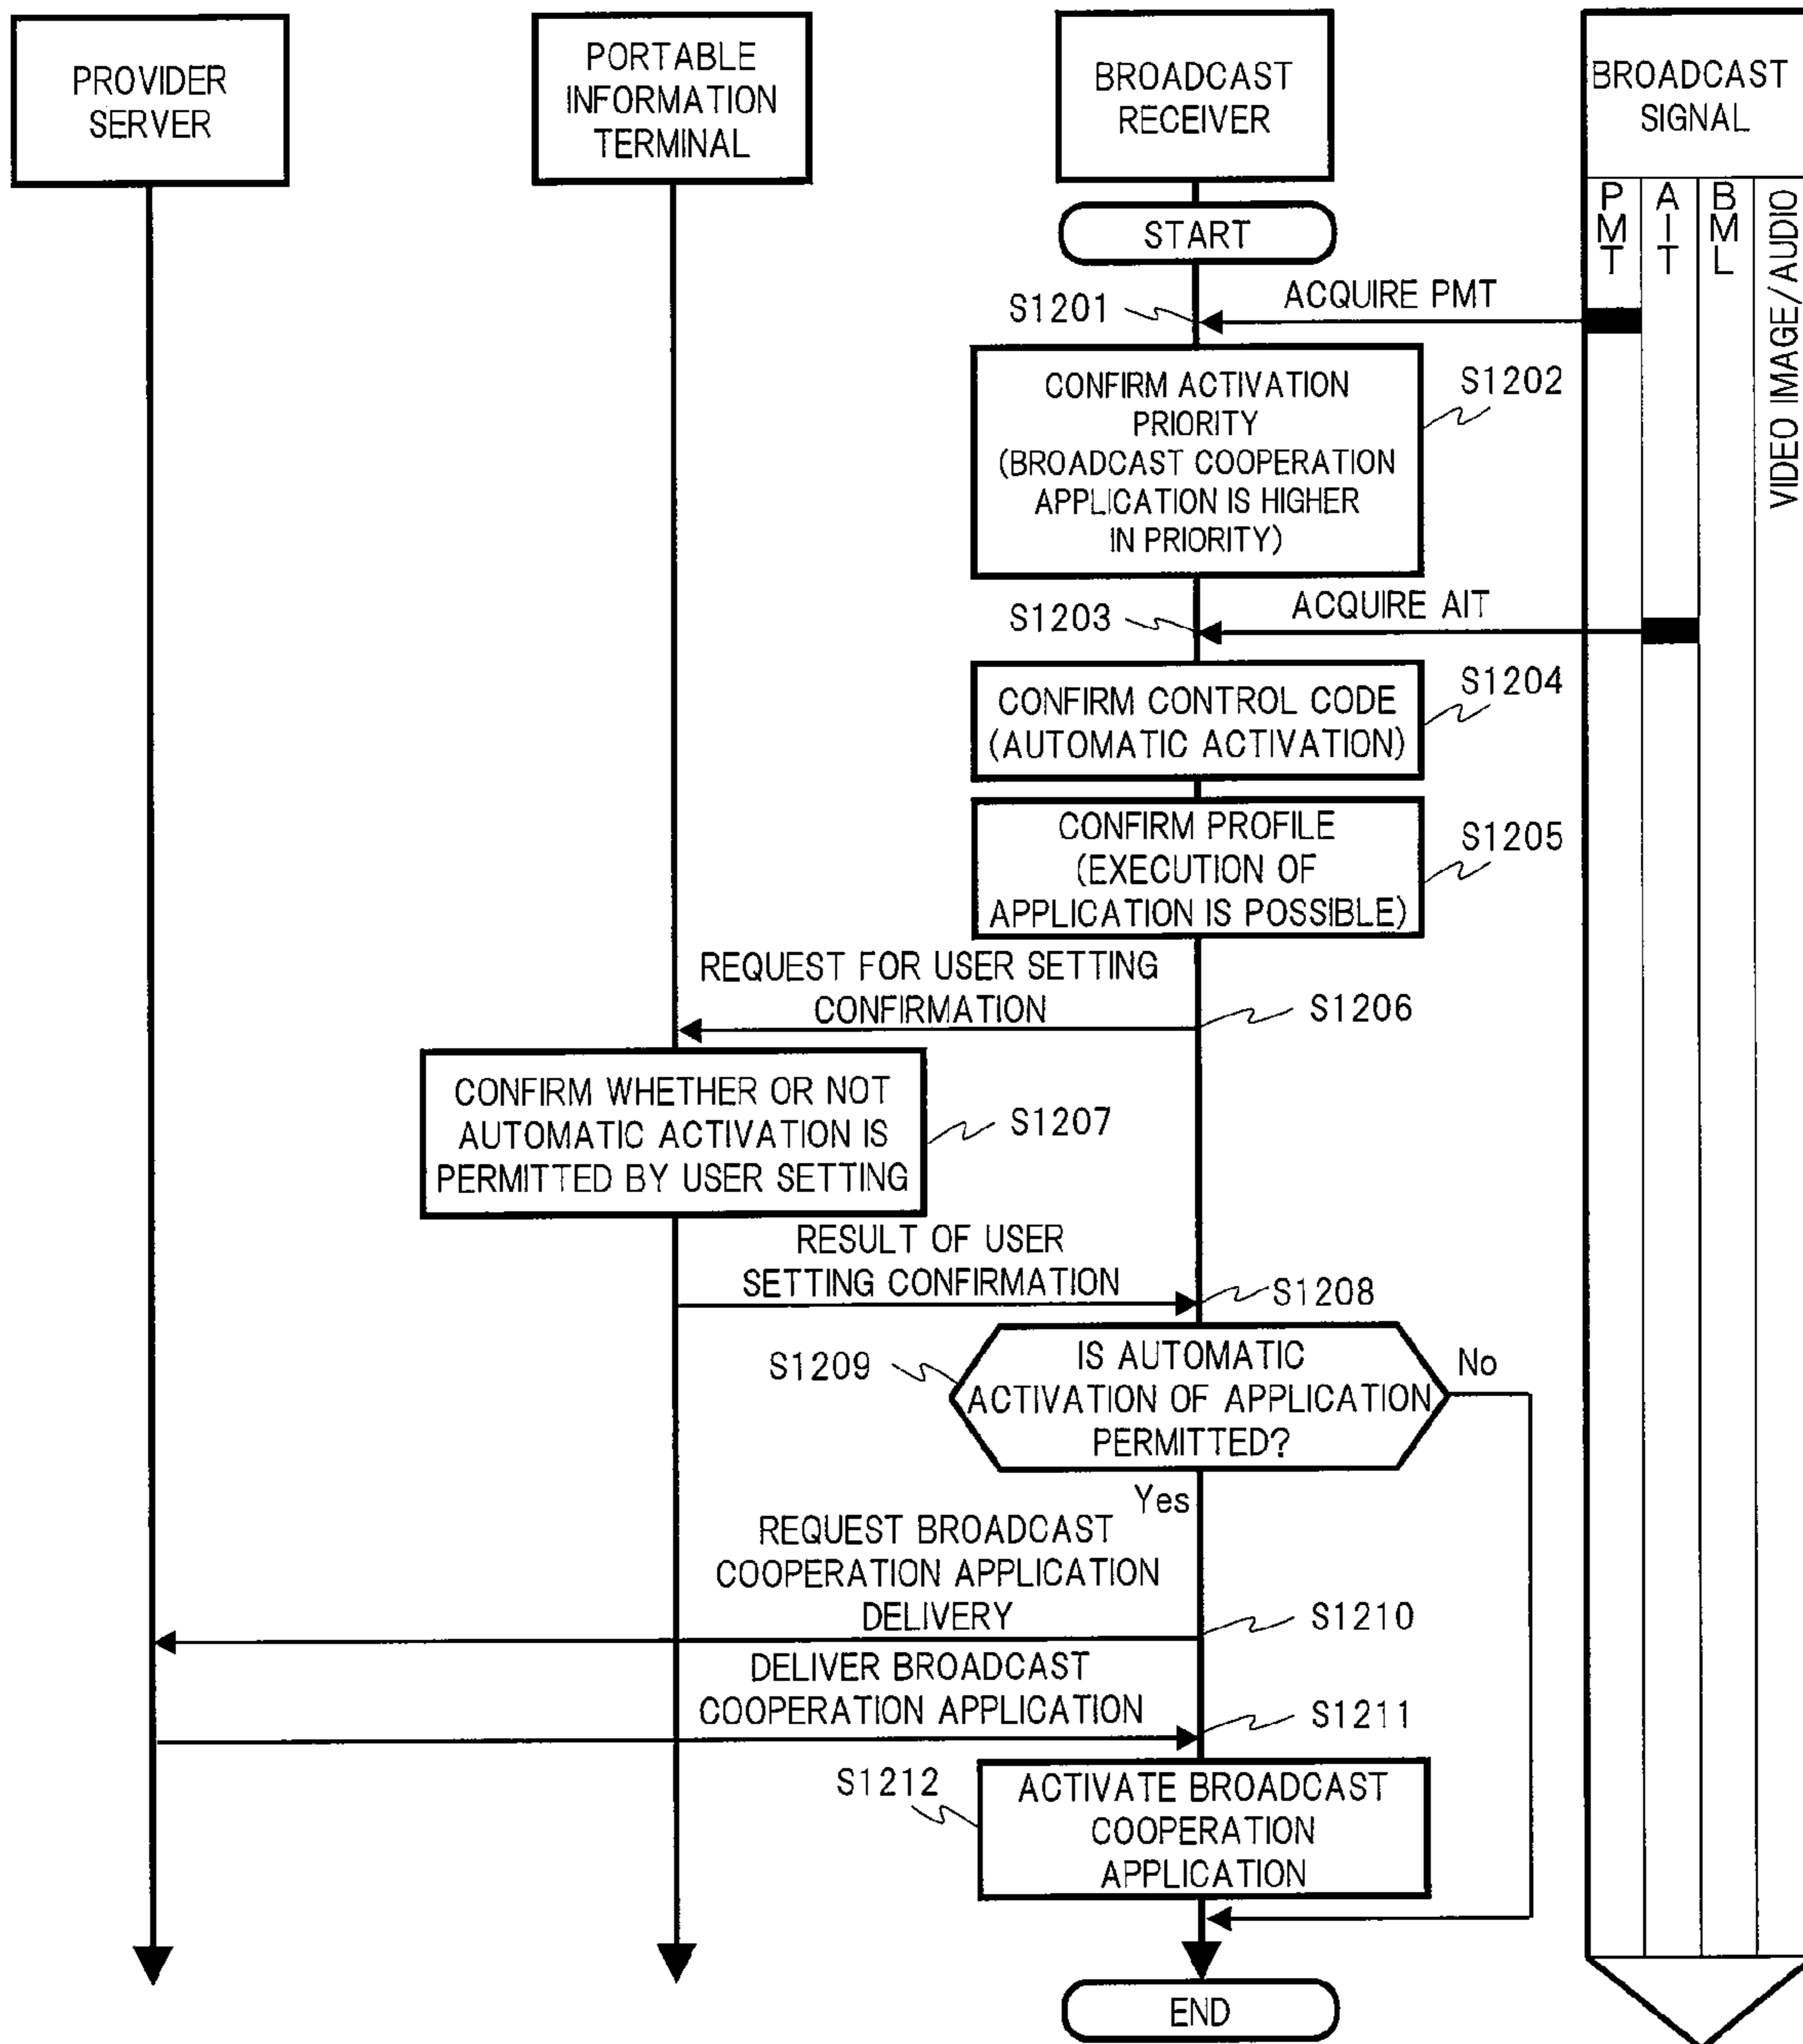 PROVIDER
SERVER
PORTABLE
INFORMATION
TERMINAL
BROADCAST
RECEIVER
BROADCAST
SIGNAL
PMT
AIT
BML
VIDEO IMAGE/AUDIO
START
S1201
ACQUIRE PMT
CONFIRM ACTIVATION
PRIORITY
(BROADCAST COOPERATION
APPLICATION IS HIGHER
IN PRIORITY)
S1202
S1203
ACQUIRE AIT
CONFIRM CONTROL CODE
(AUTOMATIC ACTIVATION)
S1204
CONFIRM PROFILE
(EXECUTION OF
APPLICATION IS POSSIBLE)
S1205
REQUEST FOR USER SETTING
CONFIRMATION
S1206
CONFIRM WHETHER OR NOT
AUTOMATIC ACTIVATION IS
PERMITTED BY USER SETTING
S1207
RESULT OF USER
SETTING CONFIRMATION
S1208
S1209
IS AUTOMATIC
ACTIVATION OF APPLICATION
PERMITTED?
No
Yes
REQUEST BROADCAST
COOPERATION APPLICATION
DELIVERY
S1210
DELIVER BROADCAST
COOPERATION APPLICATION
S1211
S1212
ACTIVATE BROADCAST
COOPERATION
APPLICATION
END